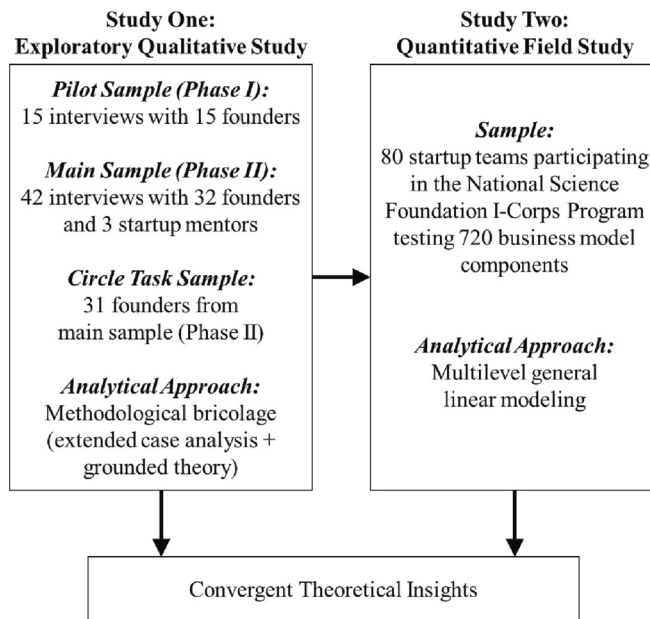 Study One:
Exploratory Qualitative Study
Pilot Sample (Phase I):
15 interviews with 15 founders
Main Sample (Phase II):
42 interviews with 32 founders
and 3 startup mentors
Circle Task Sample:
31 founders from
main sample (Phase II)
Analytical Approach:
Methodological bricolage
(extended case analysis +
grounded theory)
Study Two:
Quantitative Field Study
Sample:
80 startup teams participating
in the National Science
Foundation I-Corps Program
testing 720 business model
components
Analytical Approach:
Multilevel general
linear modeling
Convergent Theoretical Insights